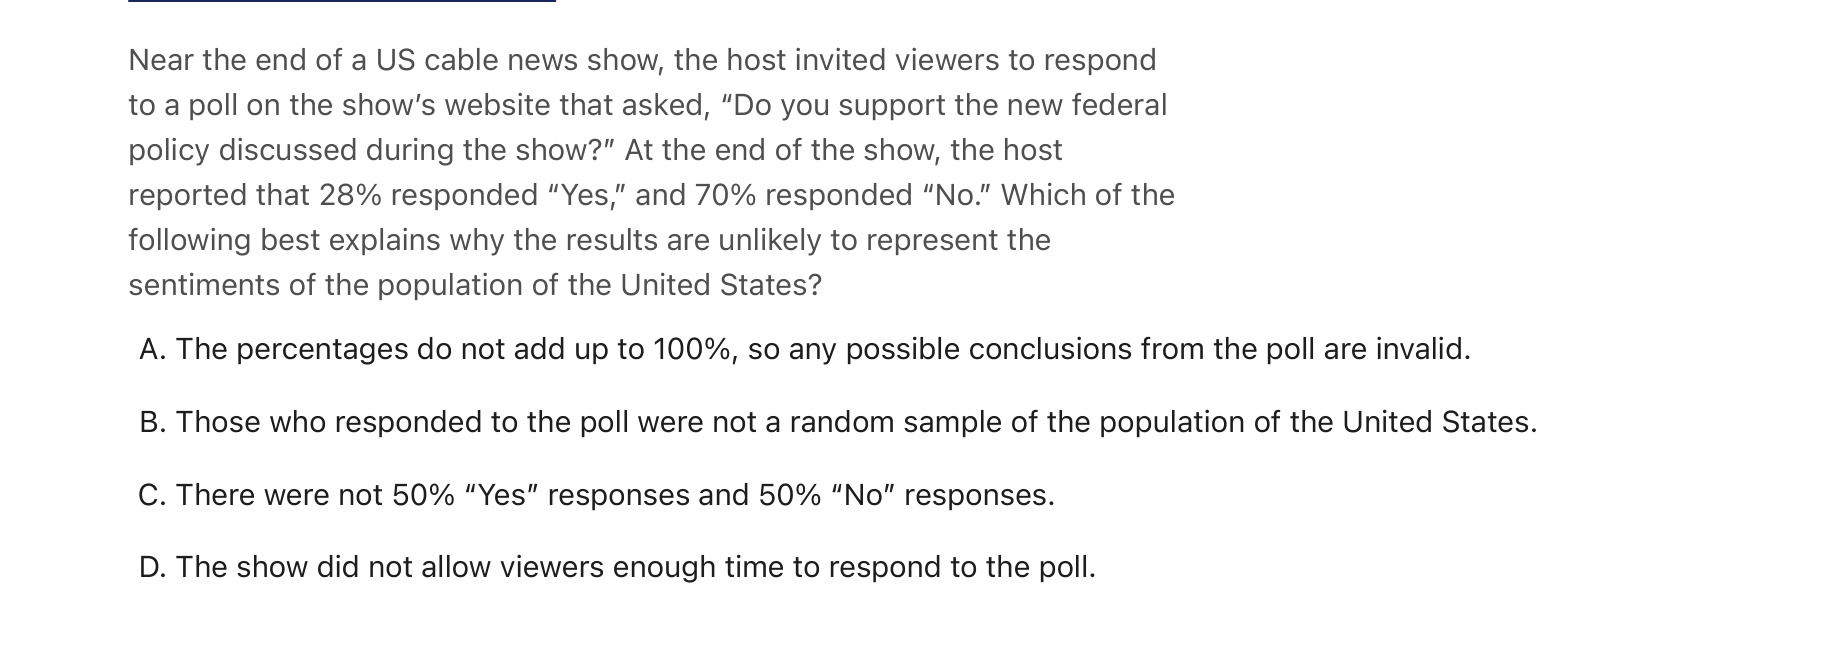 Near the end of a US cable news show, the host invited viewers to respond
to a poll on the show’s website that asked, “Do you support the new federal
policy discussed during the show?” At the end of the show, the host
reported that 28% responded “Yes,” and 70% responded “No.” Which of the
following best explains why the results are unlikely to represent the
sentiments of the population of the United States?
A. The percentages do not add up to 100%, so any possible conclusions from the poll are invalid.
B. Those who responded to the poll were not a random sample of the population of the United States.
C. There were not 50% “Yes” responses and 50% “No” responses.
D. The show did not allow viewers enough time to respond to the poll.